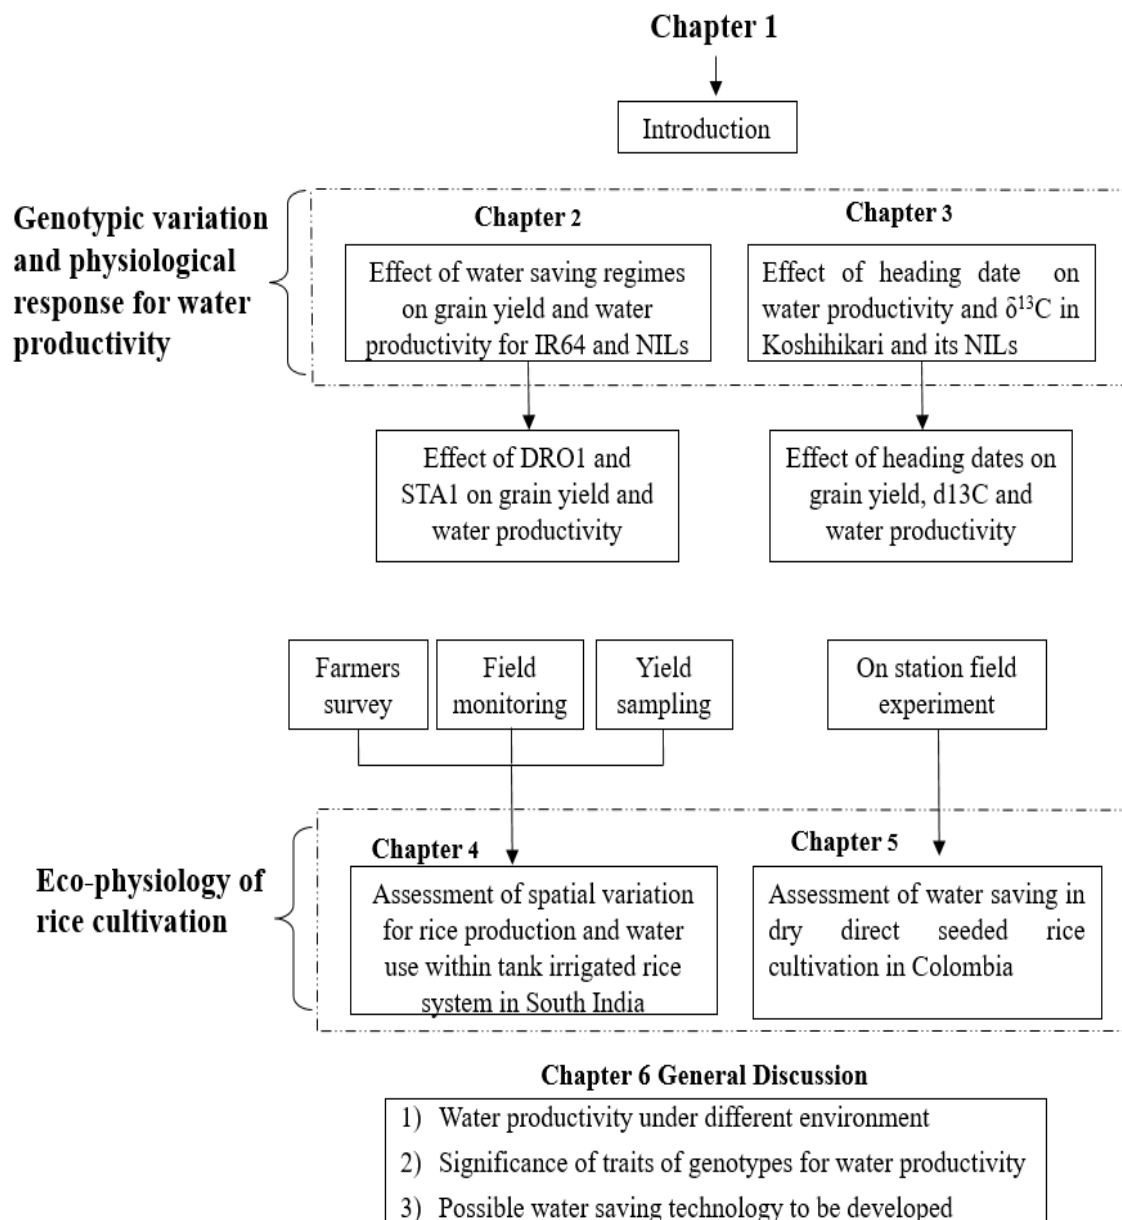 Chapter 1
Introduction
Genotypic variation
and physiological
response for water
productivity
Chapter 2
Effect of water saving regimes
on grain yield and water
productivity for IR64 and NILs
Chapter 3
Effect of heading date on
water productivity and δ¹³C in
Koshihikari and its NILs
Effect of DRO1 and
STA1 on grain yield and
water productivity
Effect of heading dates on
grain yield, d13C and
water productivity
Farmers
survey
Field
monitoring
Yield
sampling
On station field
experiment
Eco-physiology of
rice cultivation
Chapter 4
Assessment of spatial variation
for rice production and water
use within tank irrigated rice
system in South India
Chapter 5
Assessment of water saving in
dry direct seeded rice
cultivation in Colombia
Chapter 6 General Discussion
1) Water productivity under different environment
2) Significance of traits of genotypes for water productivity
3) Possible water saving technology to be developed